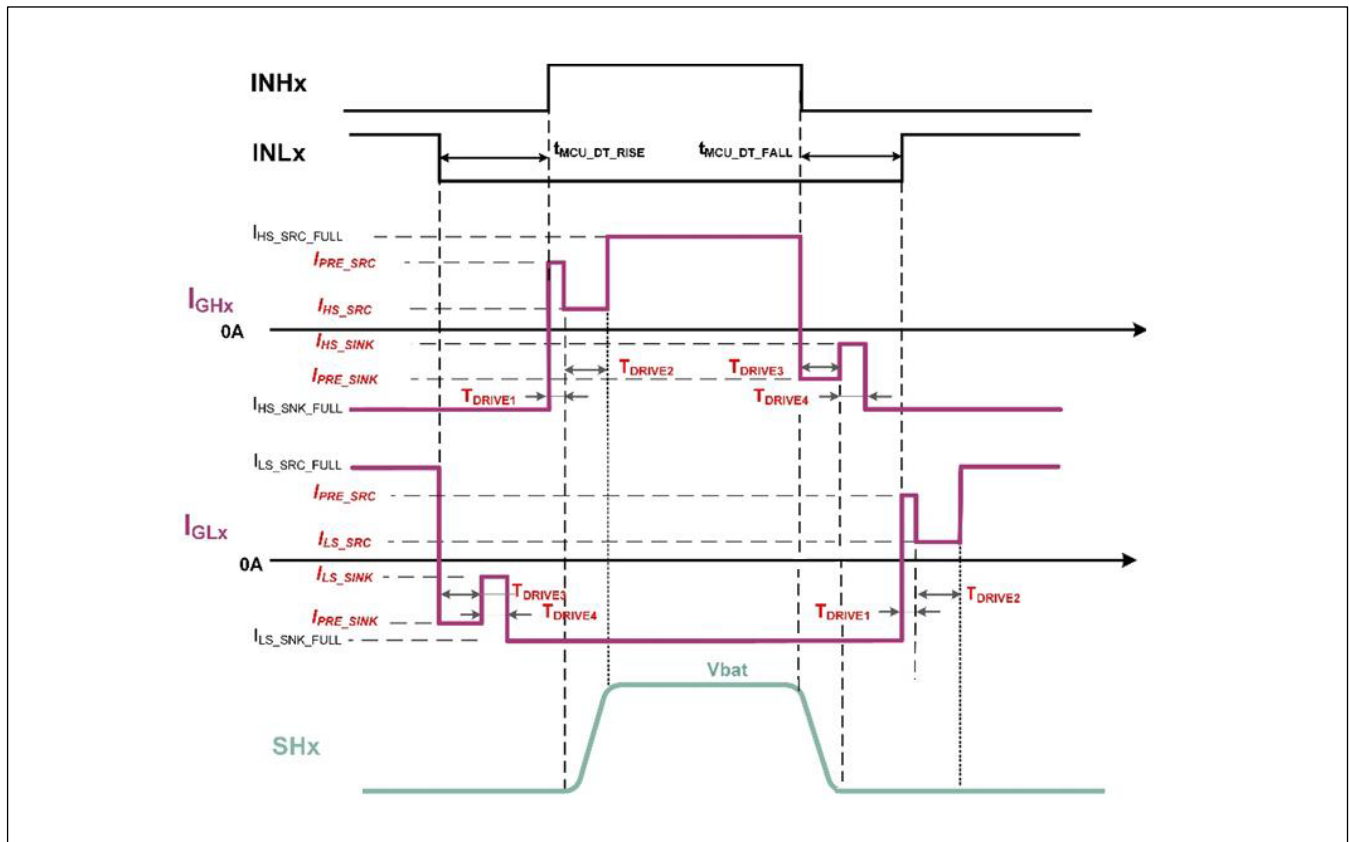 INHx
INLx
tMCU_DT_RISE
tMCU_DT_FALL
IHS_SRC_FULL
IPRE_SRC
IGHx
IHS_SRC
0A
IHS_SINK
IPRE_SINK
TDRIVE2
TDRIVE3
TDRIVE1
TDRIVE4
IHS_SNK_FULL
ILS_SRC_FULL
IPRE_SRC
IGLx
ILS_SRC
0A
ILS_SINK
TDRIVE3
TDRIVE2
IPRE_SINK
TDRIVE4
TDRIVE1
ILS_SNK_FULL
Vbat
SHx